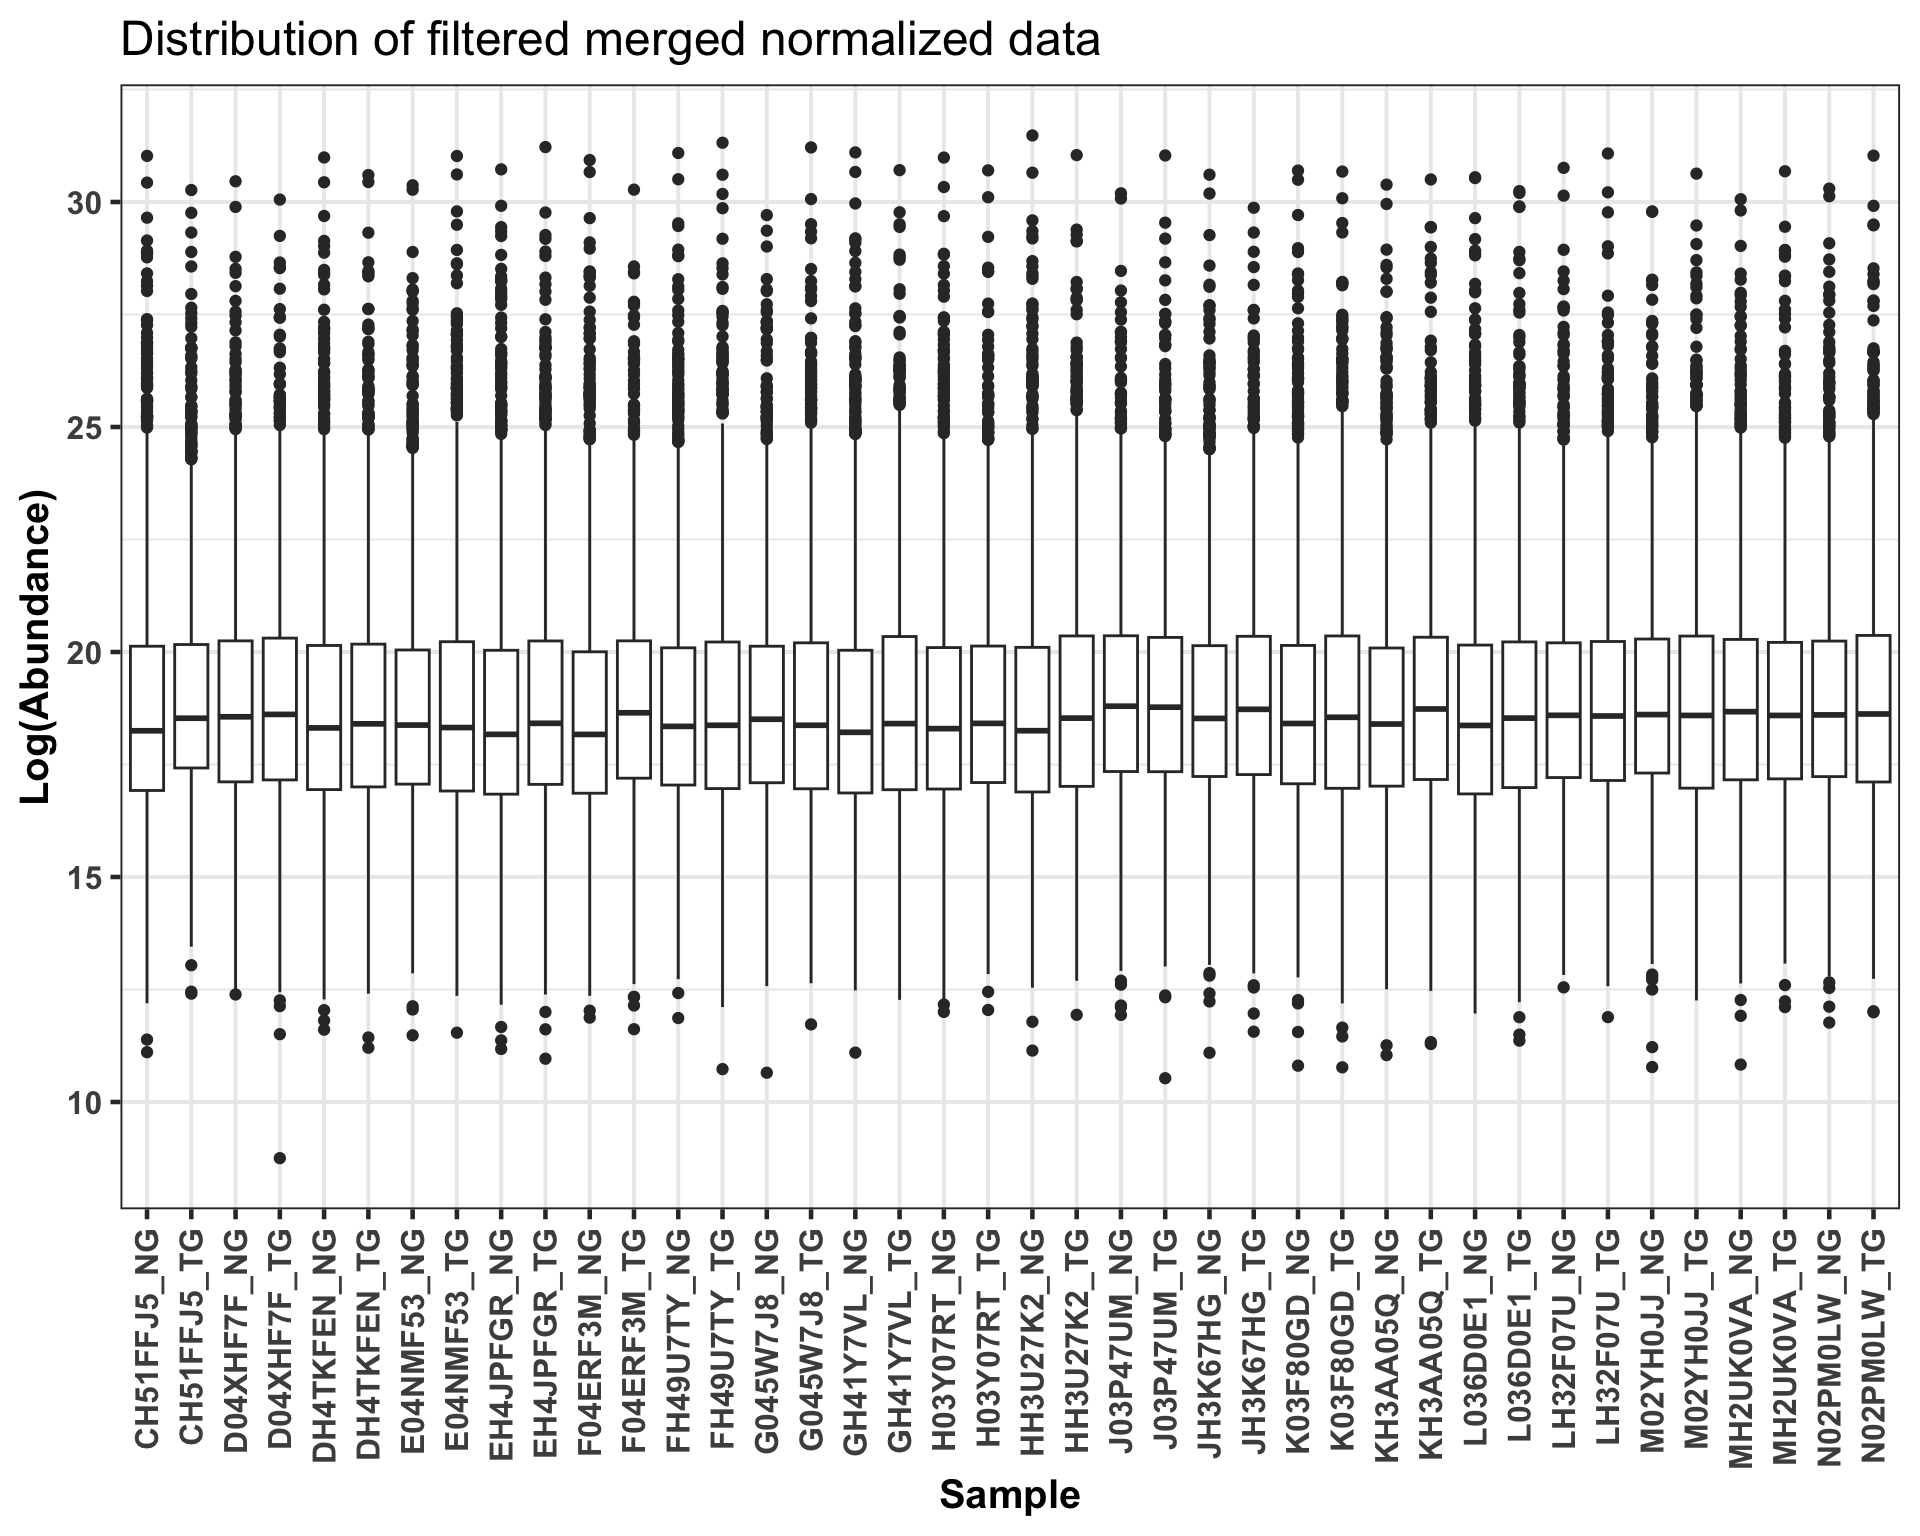 Distribution of filtered merged normalized data
Log(Abundance)
30
25
20
15
10
CH51FFJ5_NG
CH51FFJ5_TG
D04XHF7F_NG
D04XHF7F_TG
DH4TKFEN_NG
DH4TKFEN_TG
E04NMF53_NG
E04NMF53_TG
EH4JPFGR_NG
EH4JPFGR_TG
F04ERF3M_NG
F04ERF3M_TG
FH49U7TY_NG
FH49U7TY_TG
G045W7J8_NG
G045W7J8_TG
GH41Y7VL_NG
GH41Y7VL_TG
H03Y07RT_NG
H03Y07RT_TG
HH3U27K2_NG
HH3U27K2_TG
J03P47UM_NG
J03P47UM_TG
JH3K67HG_NG
JH3K67HG_TG
K03F80GD_NG
K03F80GD_TG
KH3AA05Q_NG
KH3AA05Q_TG
L036D0E1_NG
L036D0E1_TG
LH32F07U_NG
LH32F07U_TG
M02YH0JJ_NG
M02YH0JJ_TG
MH2UK0VA_NG
MH2UK0VA_TG
N02PM0LW_NG
N02PM0LW_TG
Sample